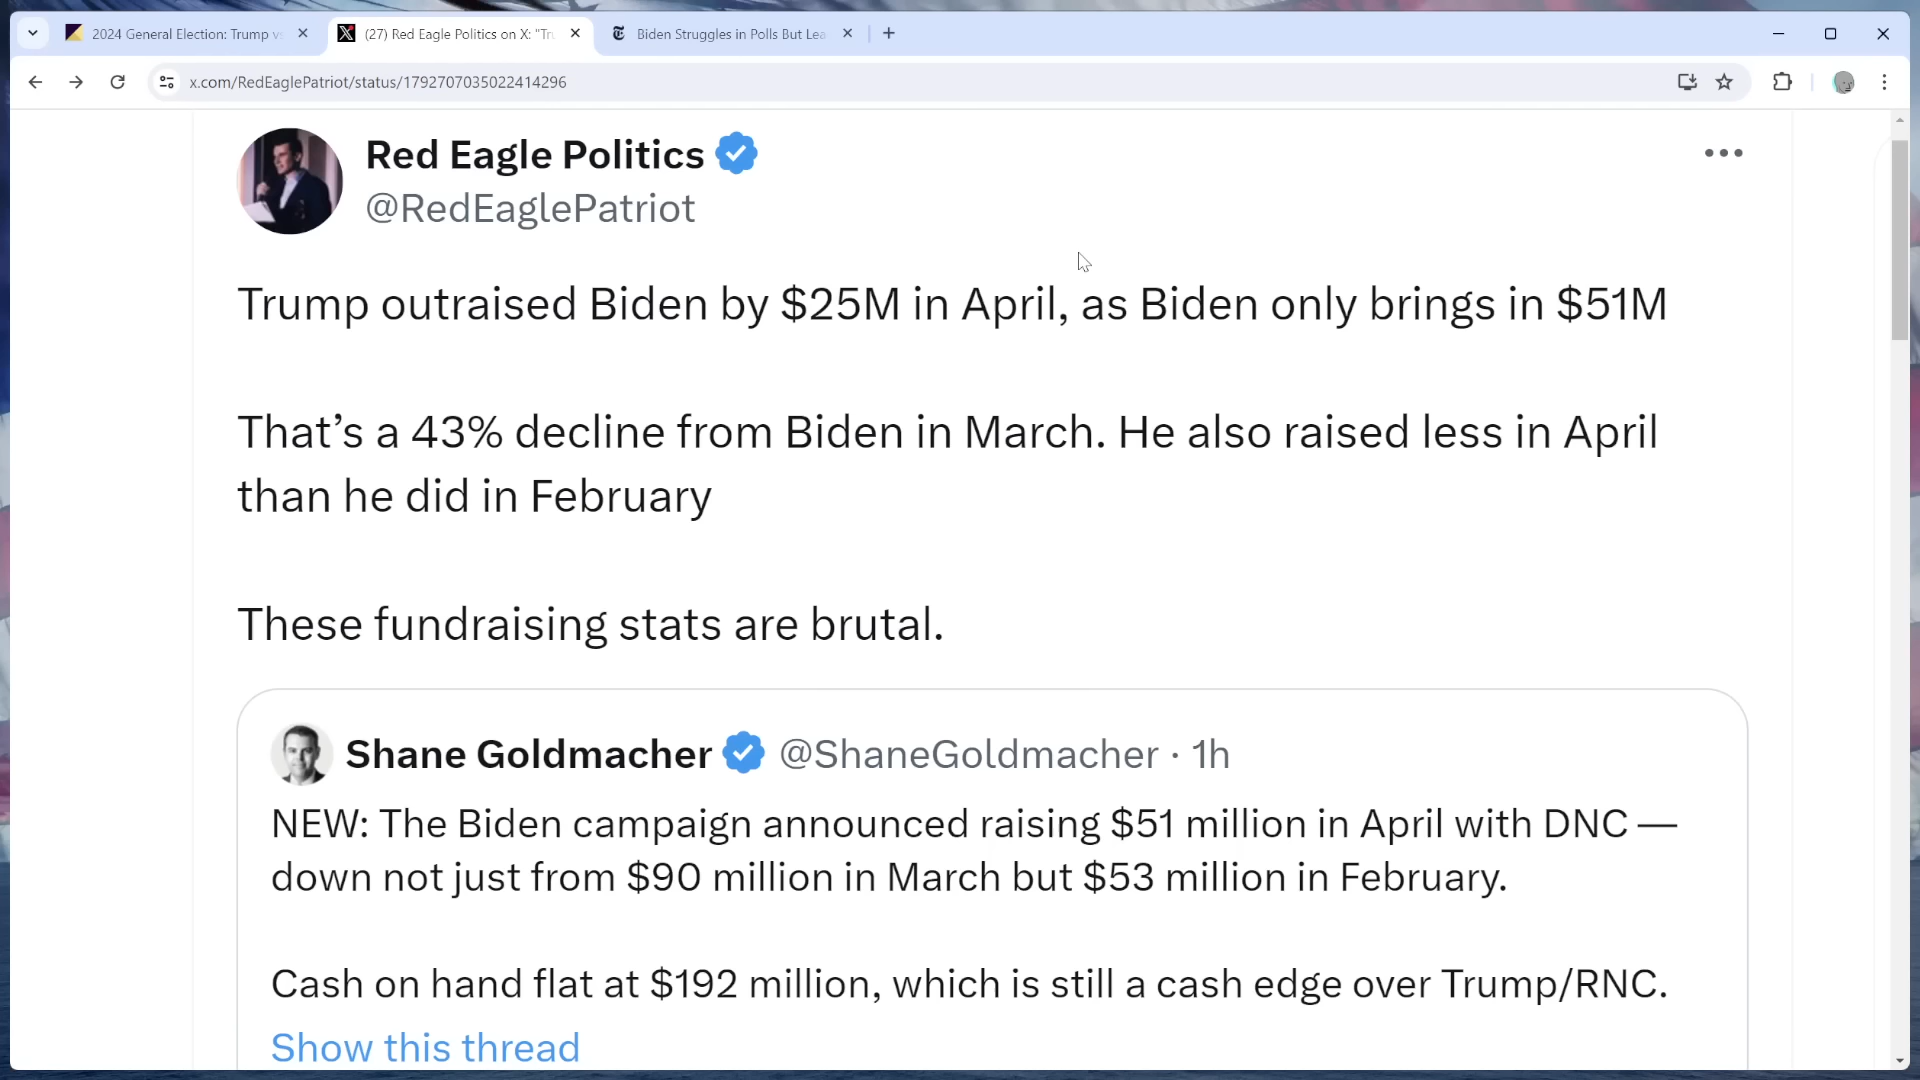 2024 General Election: Trump vs
(27) Red Eagle Politics on X: "Tru
Biden Struggles in Polls But Lea
x.com/RedEaglePatriot/status/1792707035022414296
Red Eagle Politics
@RedEaglePatriot
Trump outraised Biden by $25M in April, as Biden only brings in $51M
That’s a 43% decline from Biden in March. He also raised less in April
than he did in February
These fundraising stats are brutal.
Shane Goldmacher @ShaneGoldmacher · 1h
NEW: The Biden campaign announced raising $51 million in April with DNC —
down not just from $90 million in March but $53 million in February.
Cash on hand flat at $192 million, which is still a cash edge over Trump/RNC.
Show this thread